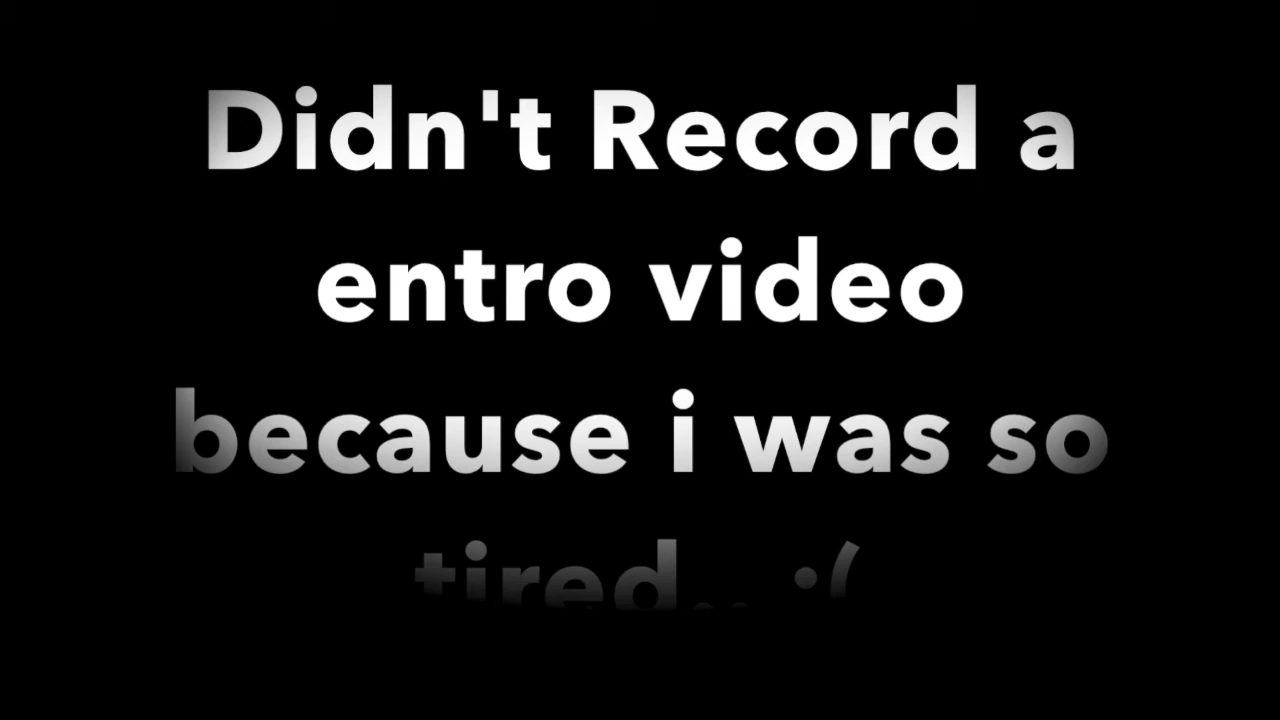 Didn't Record a
entro video
because i was so
tired.. :(